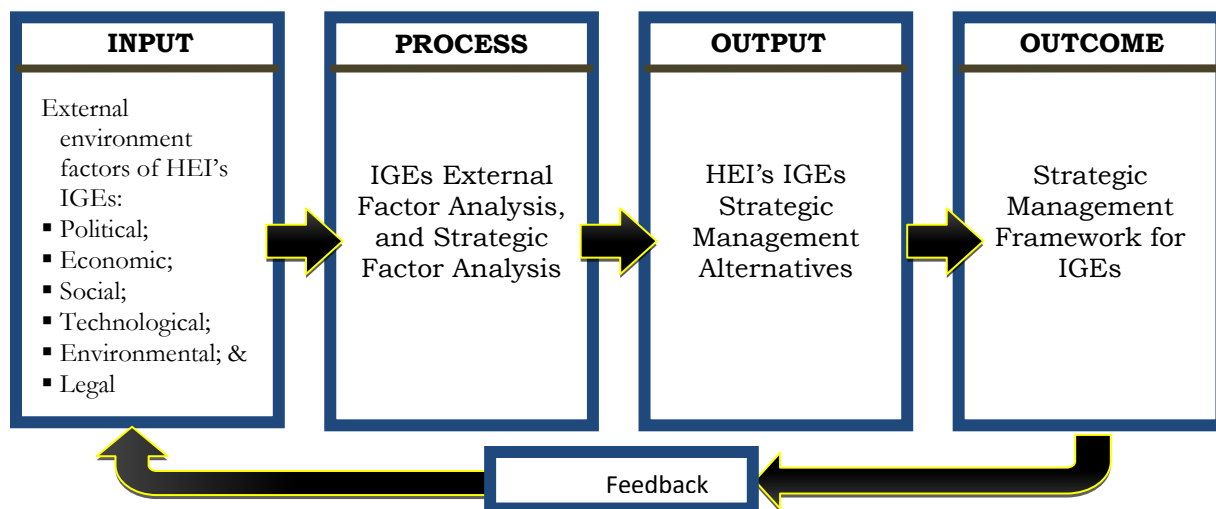 INPUT
External
environment
factors of HEI's
IGEs:
▪ Political;
▪ Economic;
▪ Social;
▪ Technological;
▪ Environmental; &
▪ Legal
PROCESS
IGEs External
Factor Analysis,
and Strategic
Factor Analysis
OUTPUT
HEI's IGEs
Strategic
Management
Alternatives
OUTCOME
Strategic
Management
Framework for
IGEs
Feedback